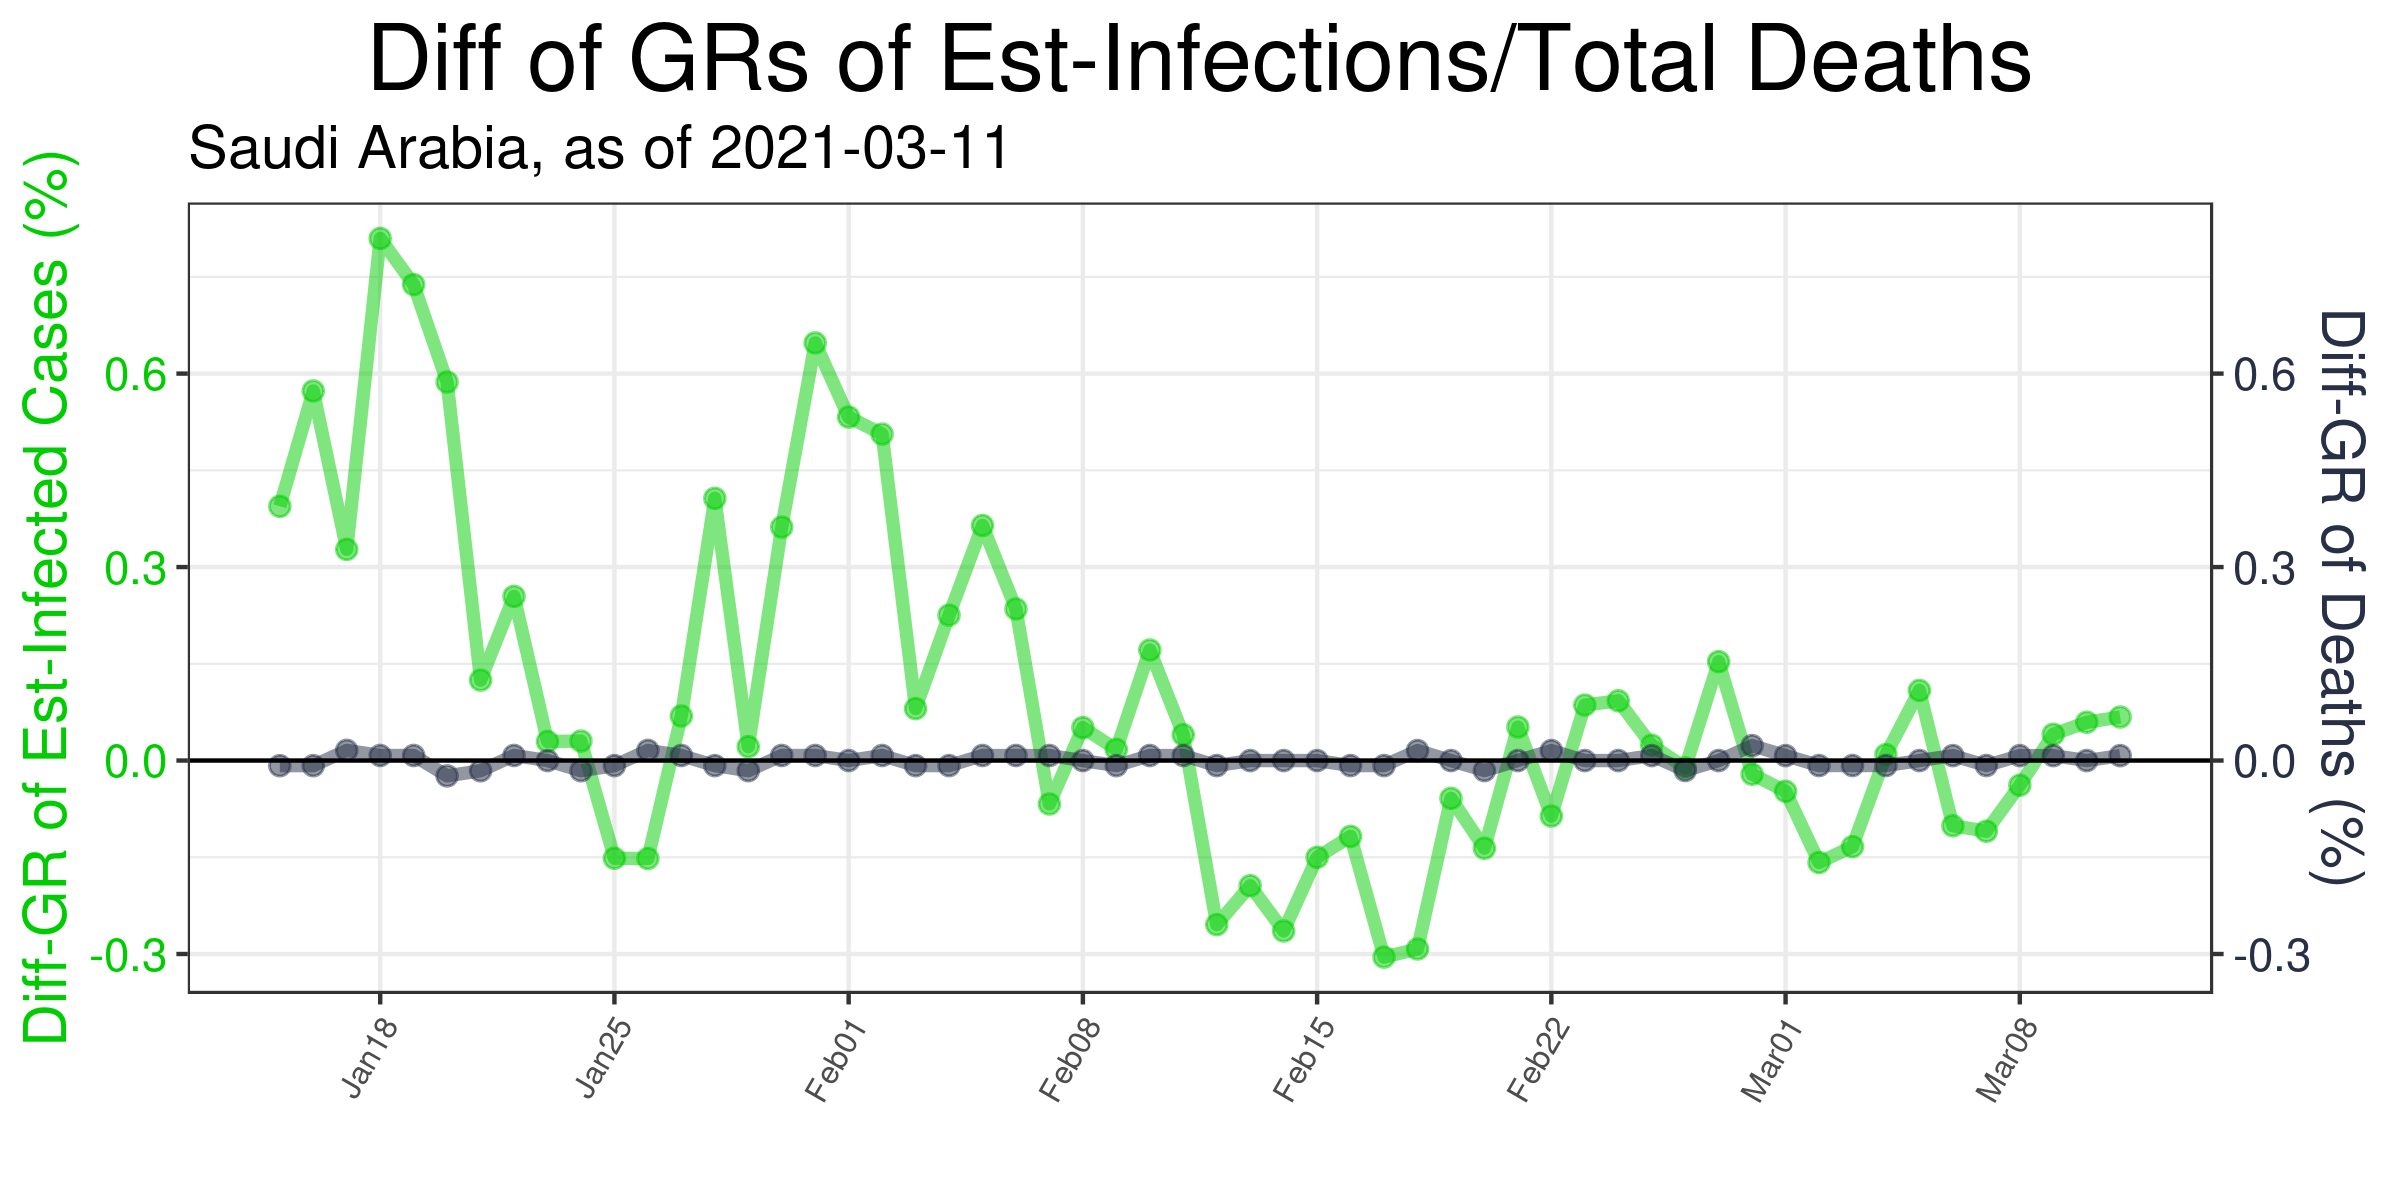 Diff of GRs of Est-Infections/Total Deaths
Saudi Arabia, as of 2021-03-11
Diff-GR of Est-Infected Cases (%)
0.6
0.3
0.0
-0.3
0.6
0.3
0.0
-0.3
Diff-GR of Deaths (%)
Jan18
Jan25
Feb01
Feb08
Feb15
Feb22
Mar01
Mar08